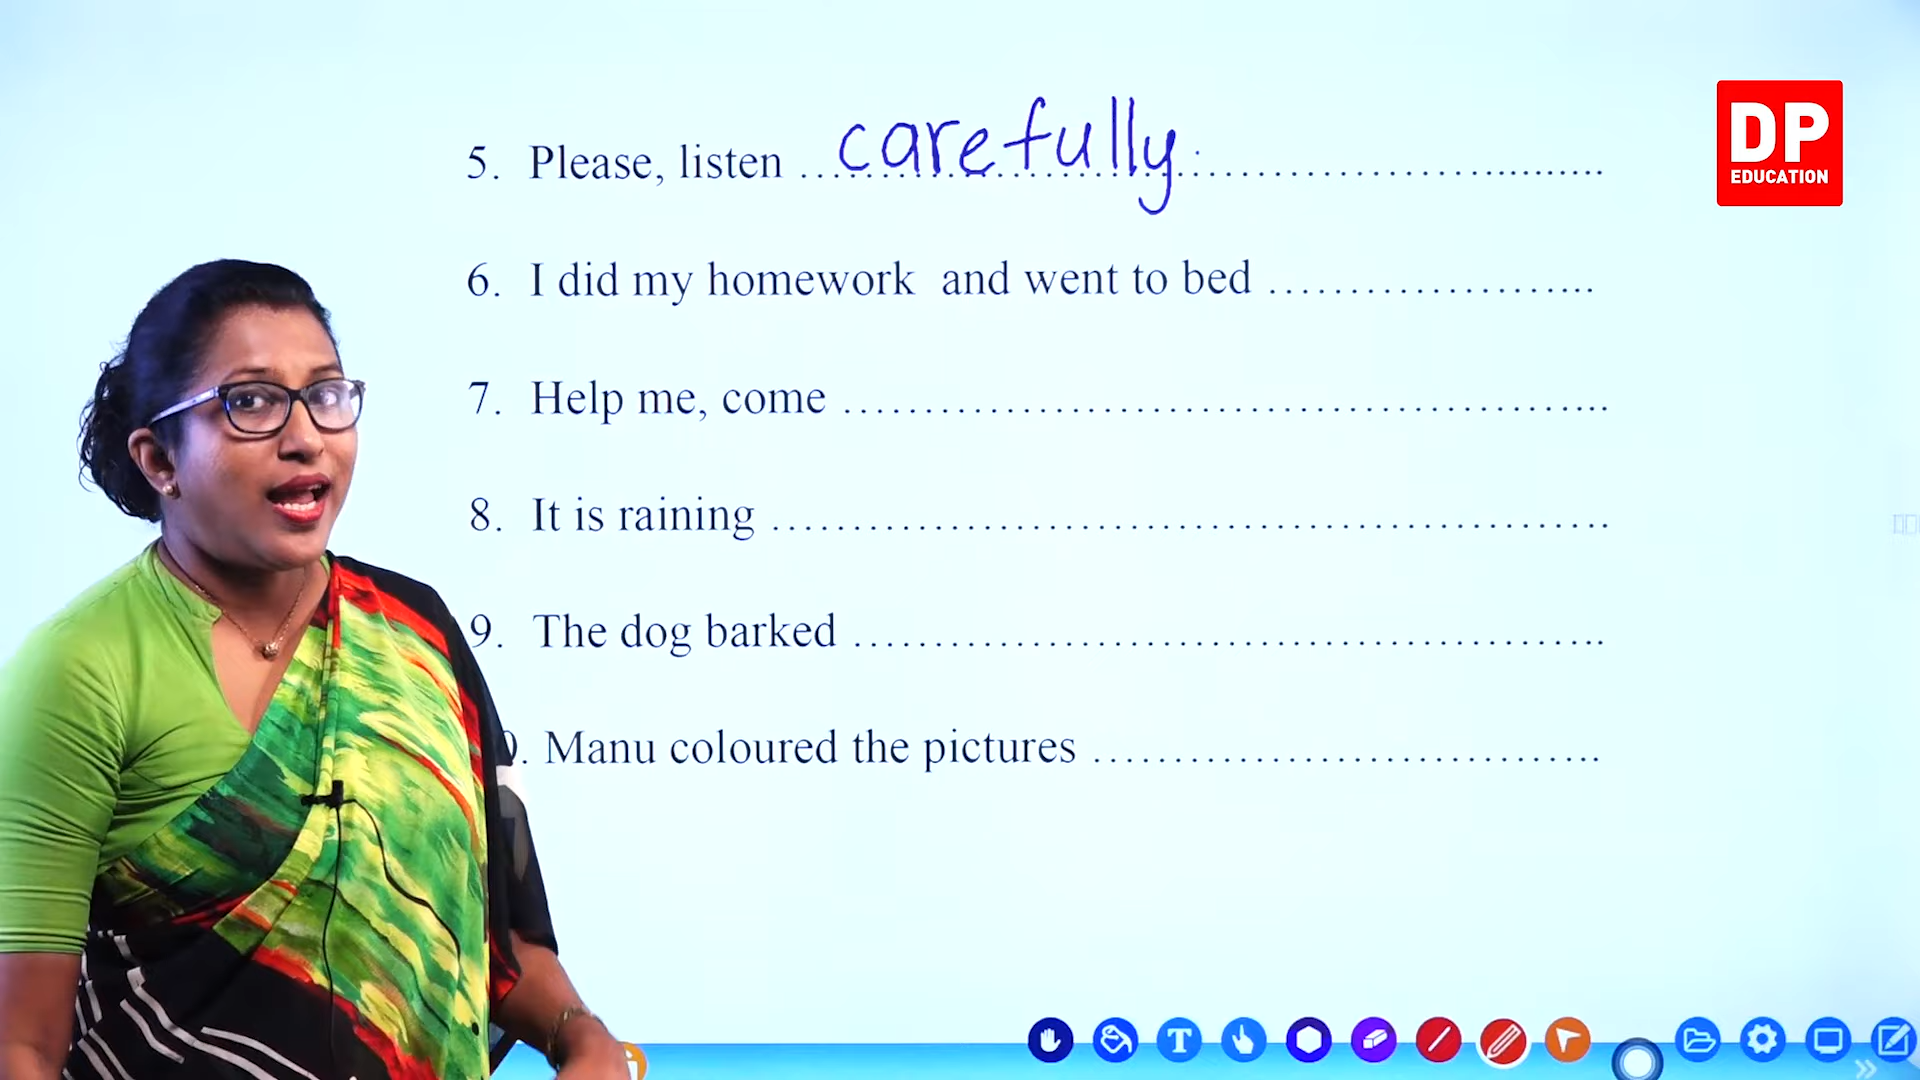 DP
EDUCATION
5. Please, listen ..... carefully .....
6. I did my homework and went to bed .....................
7. Help me, come ...............................................
8. It is raining ....................................................
9. The dog barked ...............................................
0. Manu coloured the pictures ................................
T